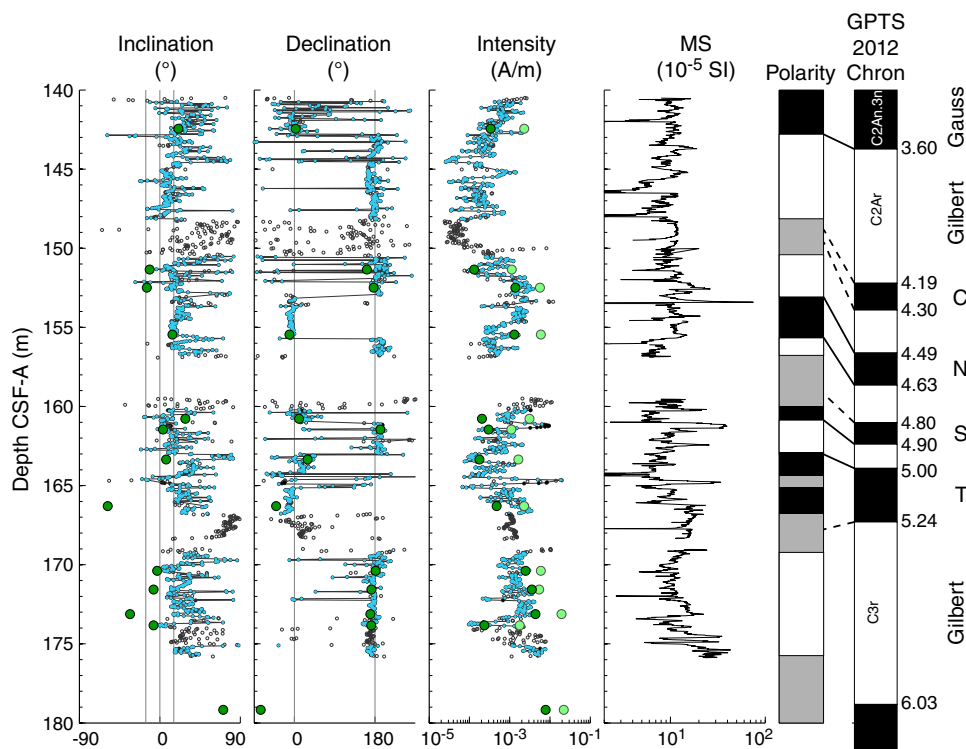 GPTS
Inclination Declination Intensity MS 2012
(°) (°) (A/m) (10-5 SI) Polarity Chron
140
145
150
155
160
165
170
175
180
Depth CSF-A (m)
-90 0 90
0 180
10-5 10-3 10-1
101 102
C2An.3n
C2Ar
C3r
3.60
4.19
4.30
4.49
4.63
4.80
4.90
5.00
5.24
6.03
Gauss
Gilbert
C
N
S
T
Gilbert